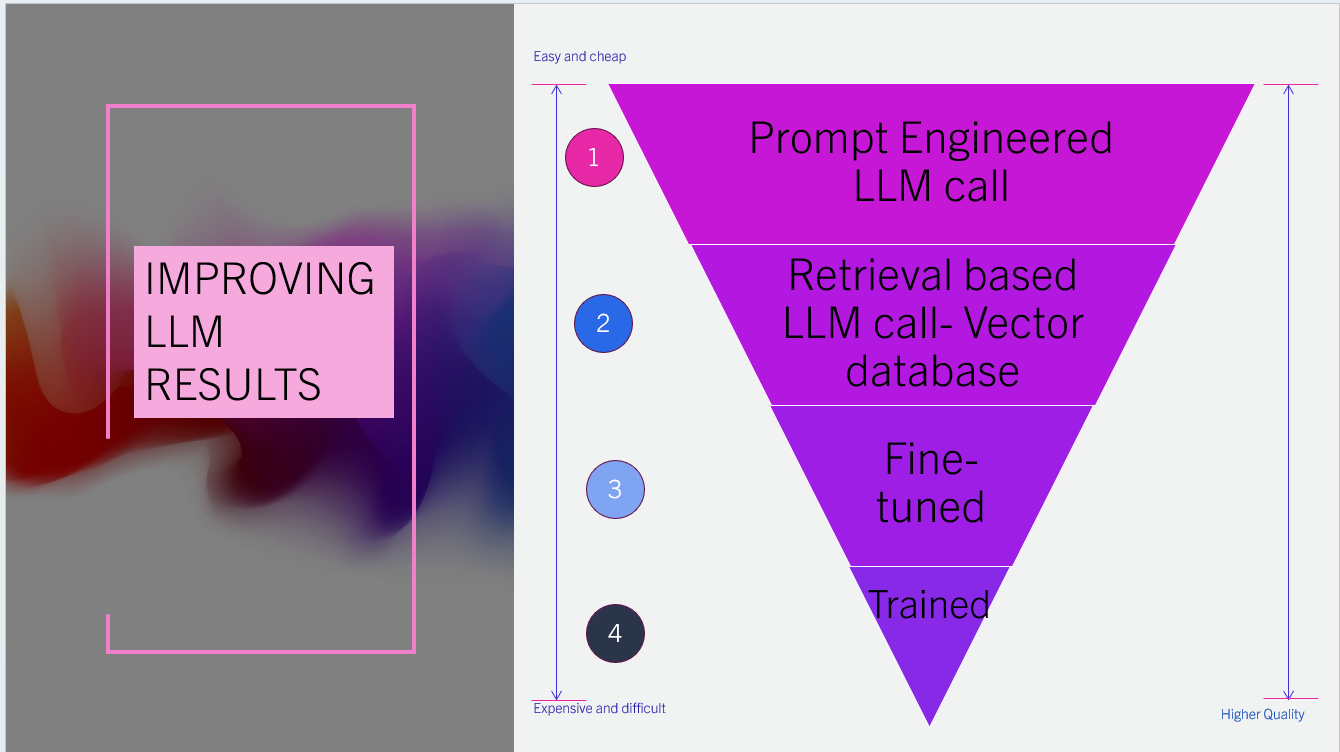 IMPROVING
LLM
RESULTS
Easy and cheap
1
Prompt Engineered
LLM call
2
Retrieval based
LLM call- Vector
database
3
Fine-
tuned
4
Trained
Expensive and difficult
Higher Quality